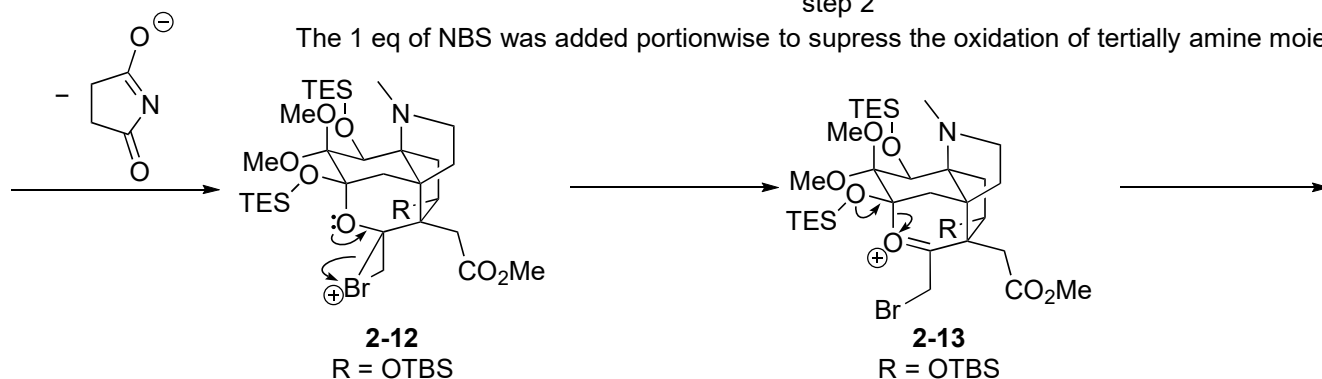 step 2
The 1 eq of NBS was added portionwise to supress the oxidation of tertially amine
O
N
O
TES
MeO
O
N
MeO
O
TES
R
:O
Br
CO₂Me
2-12
R = OTBS
TES
MeO
O
N
MeO
O
TES
R
O
Br
CO₂Me
2-13
R = OTBS